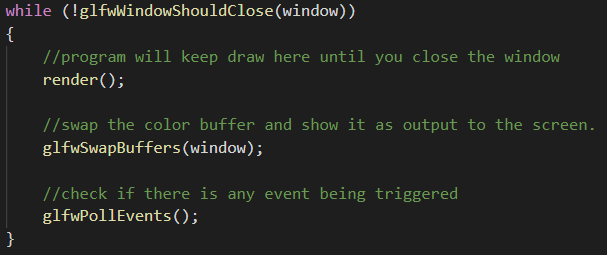 while (!glfwWindowShouldClose(window))
{
    //program will keep draw here until you close the window
    render();

    //swap the color buffer and show it as output to the screen.
    glfwSwapBuffers(window);

    //check if there is any event being triggered
    glfwPollEvents();
}